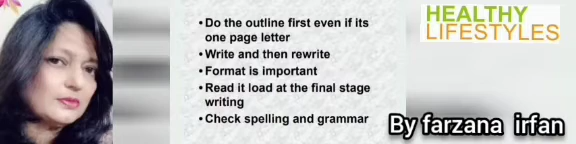 • Do the outline first even if its
one page letter
• Write and then rewrite
• Format is important
• Read it load at the final stage
writing
• Check spelling and grammar
HEALTHY
LIFESTYLES
By farzana irfan